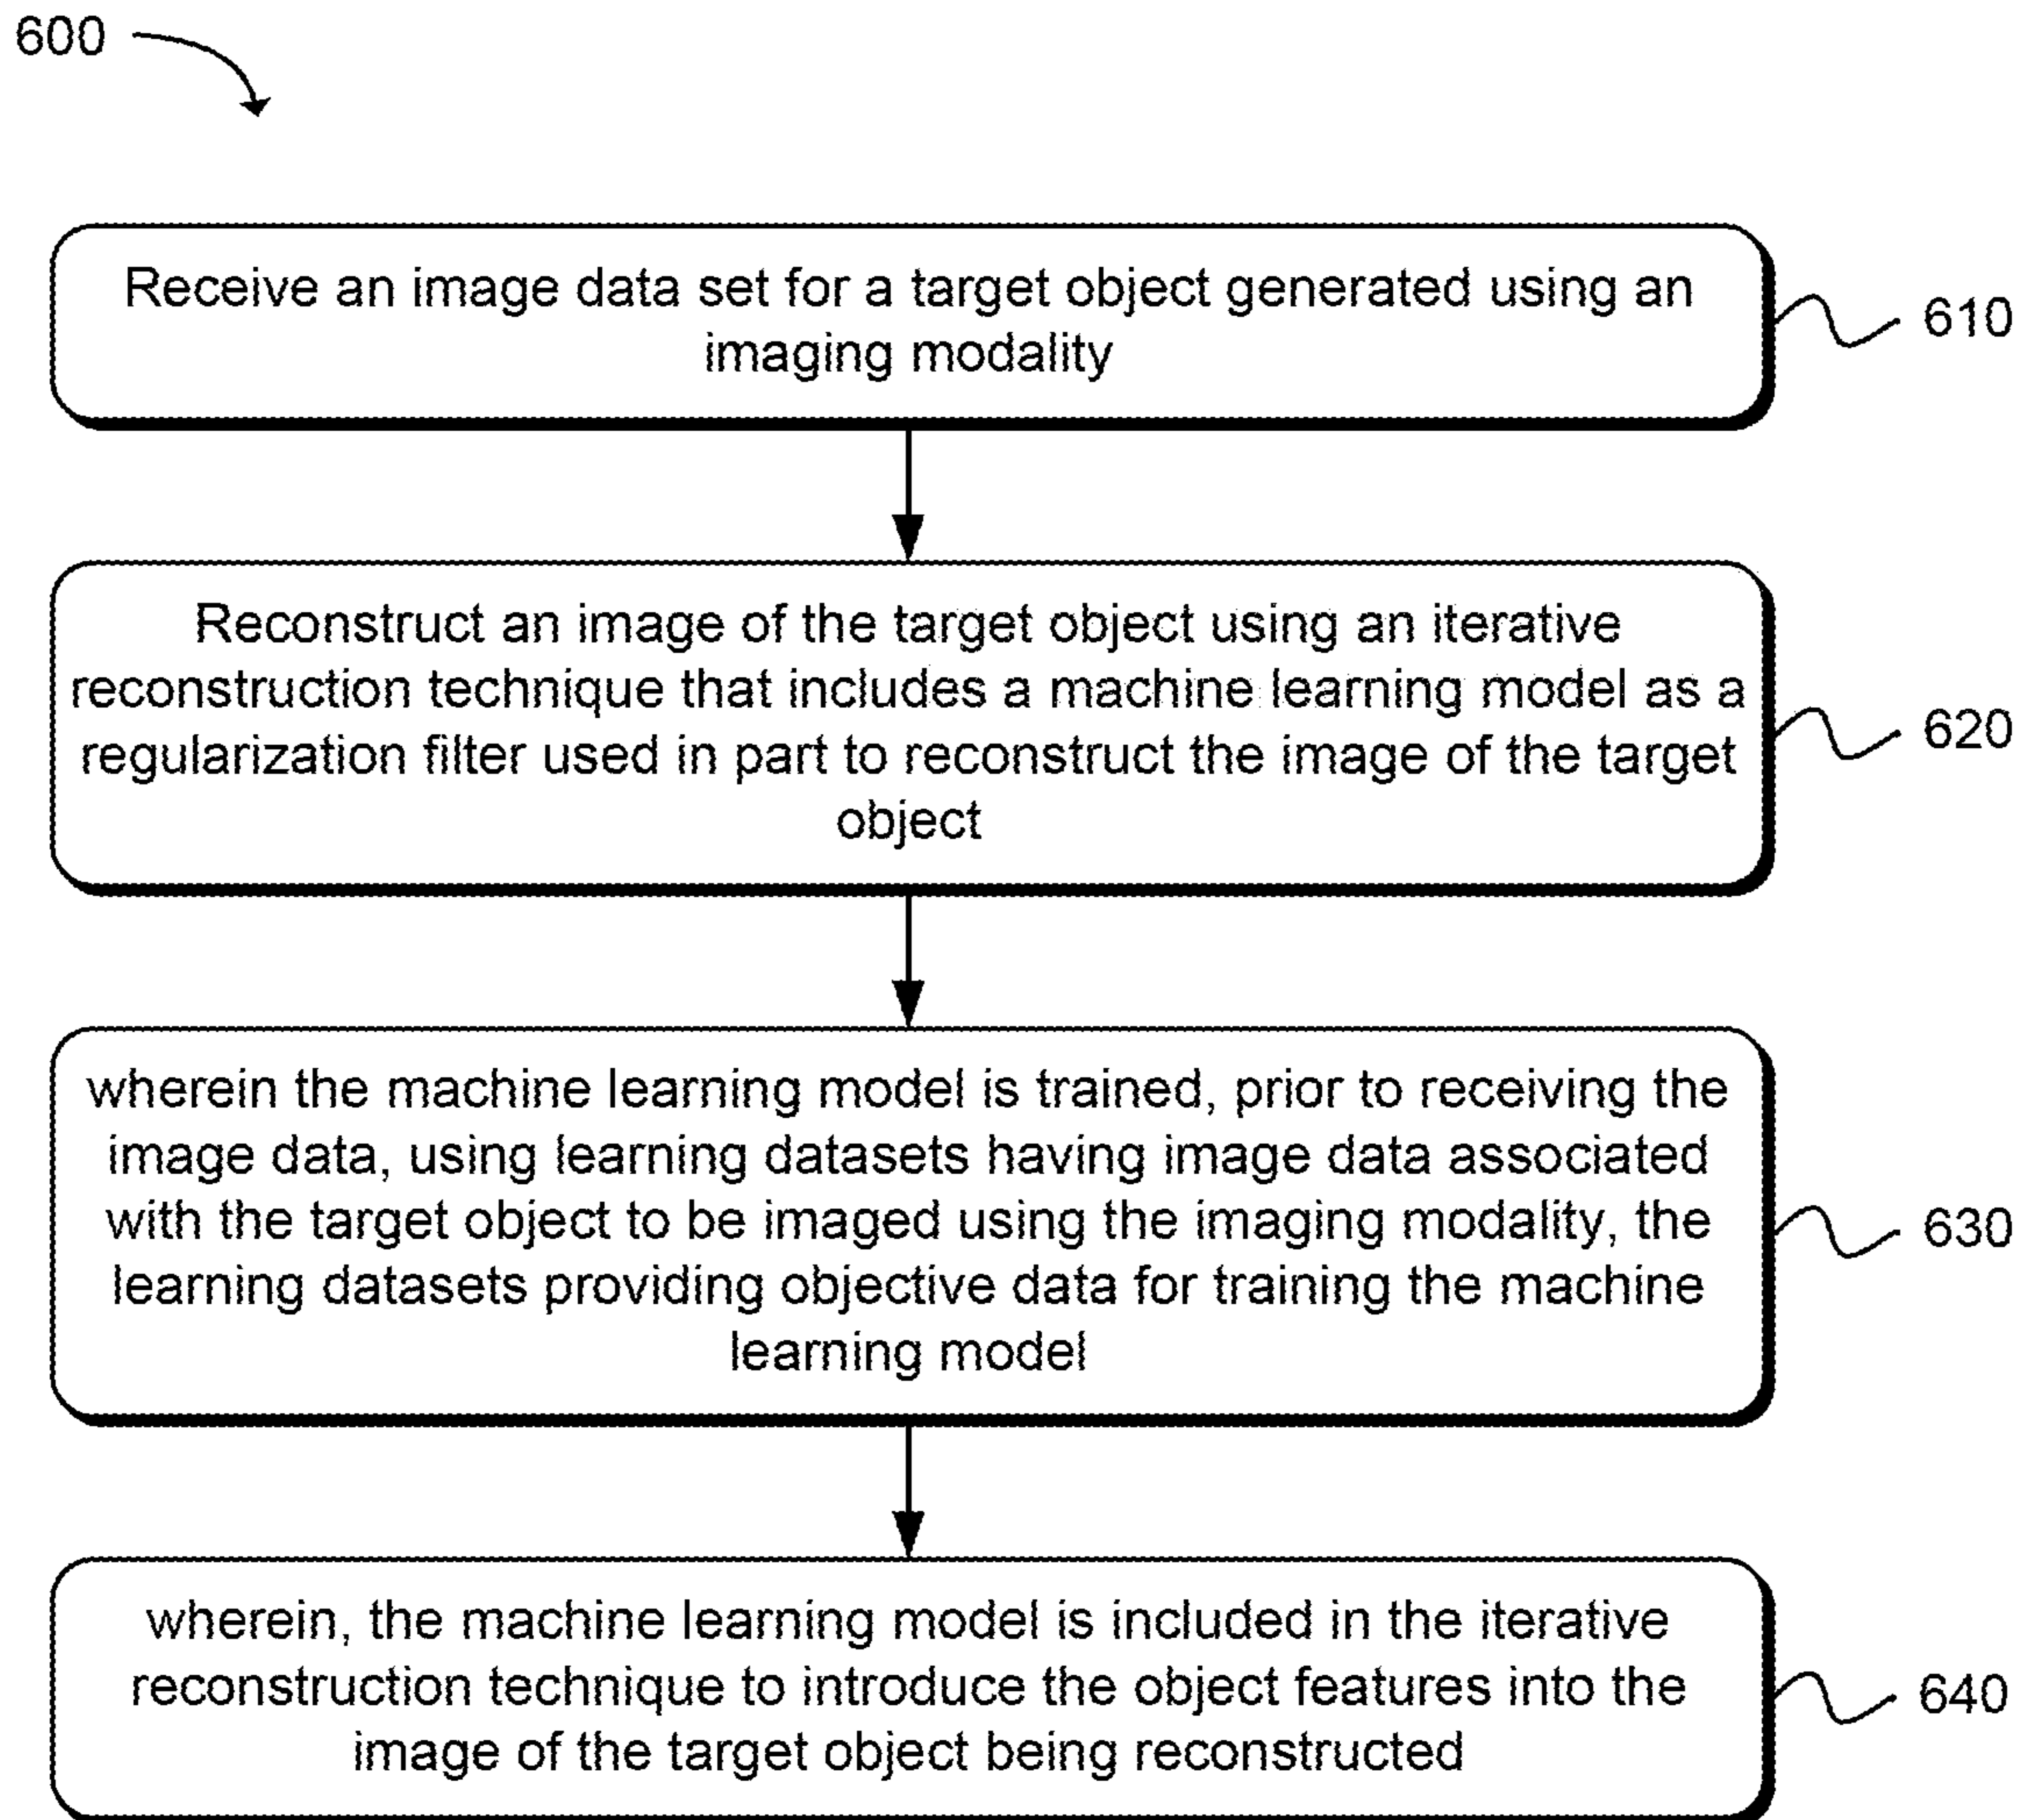 600
Receive an image data set for a target object generated using an
imaging modality
610
Reconstruct an image of the target object using an iterative
reconstruction technique that includes a machine learning model as a
regularization filter used in part to reconstruct the image of the target
object
620
wherein the machine learning model is trained, prior to receiving the
image data, using learning datasets having image data associated
with the target object to be imaged using the imaging modality, the
learning datasets providing objective data for training the machine
learning model
630
wherein, the machine learning model is included in the iterative
reconstruction technique to introduce the object features into the
image of the target object being reconstructed
640